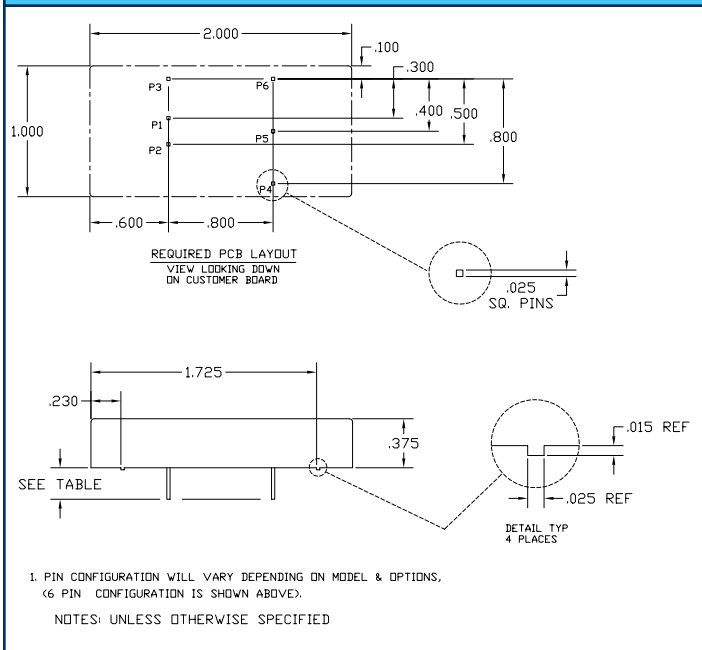 2.000
.100
.300
P3
P6
1.000
P1
.400
.500
P5
.800
P2
P4
.600
.800
REQUIRED PCB LAYOUT
VIEW LOOKING DOWN
ON CUSTOMER BOARD
.025
SQ. PINS
1.725
.230
.375
.015 REF
SEE TABLE
.025 REF
DETAIL TYP
4 PLACES
1. PIN CONFIGURATION WILL VARY DEPENDING ON MODEL & OPTIONS,
(6 PIN CONFIGURATION IS SHOWN ABOVE).
NOTES: UNLESS OTHERWISE SPECIFIED